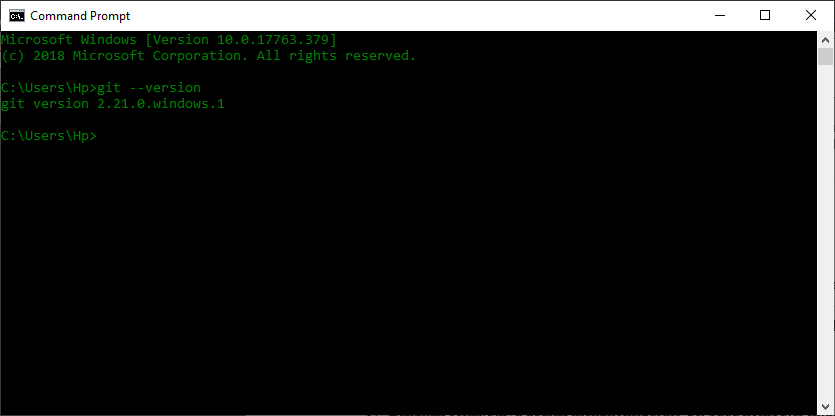 Command Prompt
Microsoft Windows [Version 10.0.17763.379]
(c) 2018 Microsoft Corporation. All rights reserved.
C:\Users\Hp>git --version
git version 2.21.0.windows.1
C:\Users\Hp>